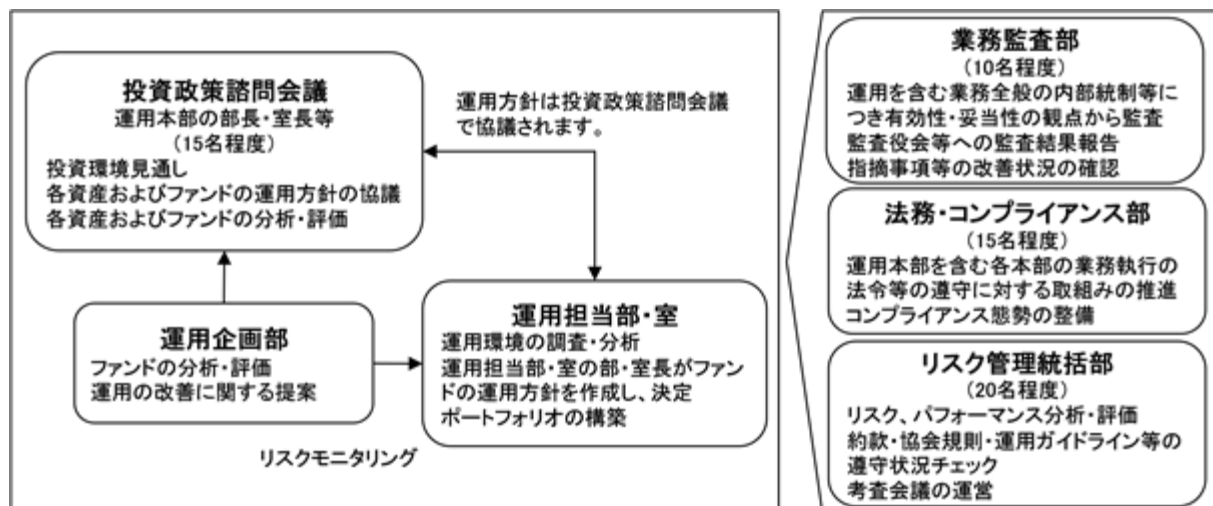 投資政策諮問会議
運用本部の部長・室長等
(15名程度)
投資環境見通し
各資産およびファンドの運用方針の協議
各資産およびファンドの分析・評価
運用方針は投資政策諮問会議
で協議されます。
運用企画部
ファンドの分析・評価
運用の改善に関する提案
運用担当部・室
運用環境の調査・分析
運用担当部・室の部・室長がファン
ドの運用方針を作成し、決定
ポートフォリオの構築
リスクモニタリング
業務監査部
(10名程度)
運用を含む業務全般の内部統制等に
つき有効性・妥当性の観点から監査
監査役会等への監査結果報告
指摘事項等の改善状況の確認
法務・コンプライアンス部
(15名程度)
運用本部を含む各本部の業務執行の
法令等の遵守に対する取組みの推進
コンプライアンス態勢の整備
リスク管理統括部
(20名程度)
リスク、パフォーマンス分析・評価
約款・協会規則・運用ガイドライン等の
遵守状況チェック
考査会議の運営